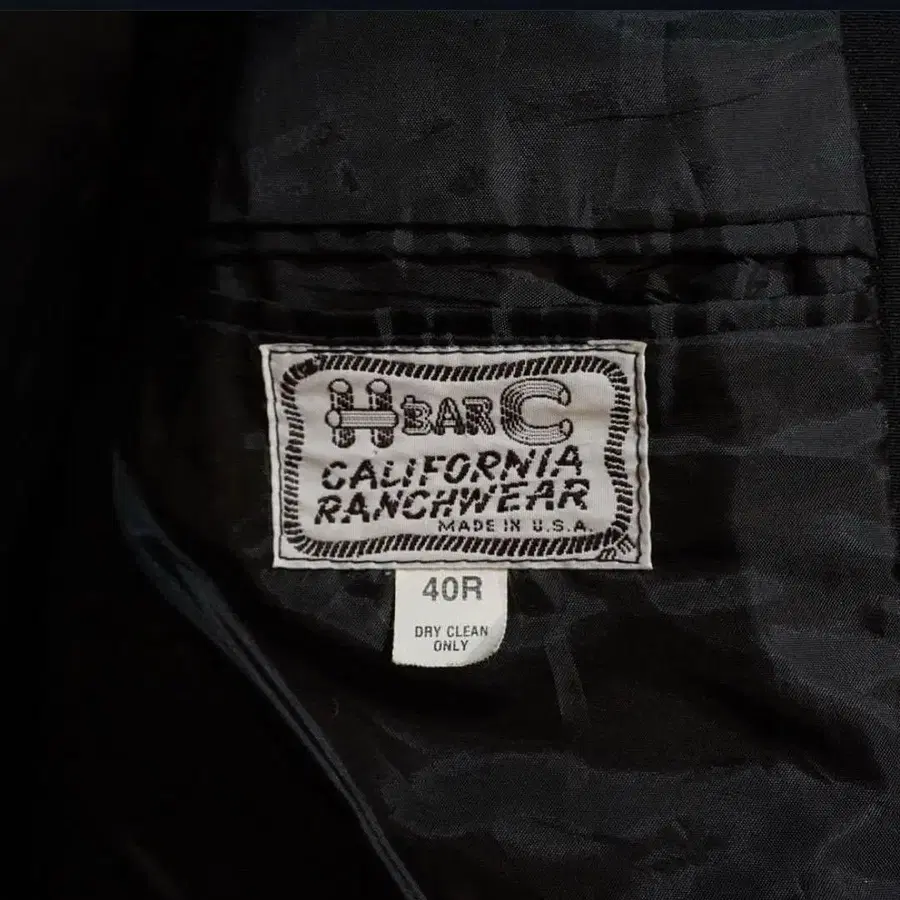 H BAR C
CALIFORNIA
RANCHWEAR
MADE IN U.S.A.
40R
DRY CLEAN
ONLY